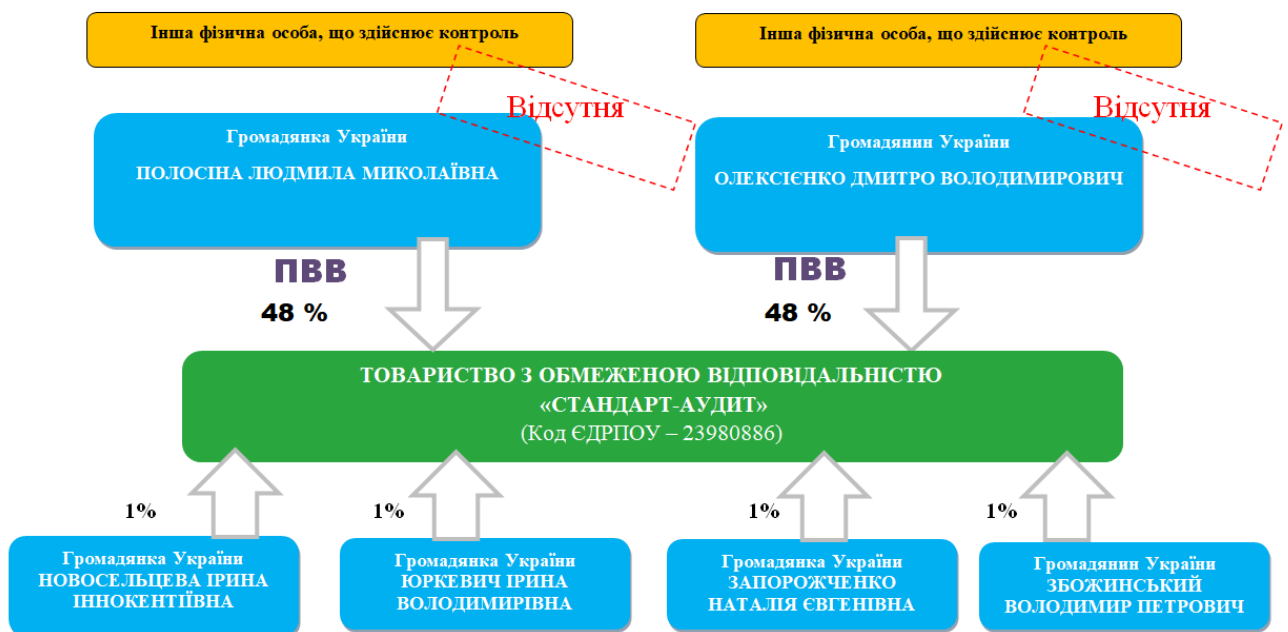 Інша фізична особа, що здійснює контроль
Інша фізична особа, що здійснює контроль
Відсутня
Відсутня
Громадянка України
ПОЛОСІНА ЛЮДМИЛА МИКОЛАЇВНА
Громадянин України
ОЛЕКСІЄНКО ДМИТРО ВОЛОДИМИРОВИЧ
ПВВ
48 %
ПВВ
48 %
ТОВАРИСТВО З ОБМЕЖЕНОЮ ВІДПОВІДАЛЬНІСТЮ
«СТАНДАРТ-АУДИТ»
(Код ЄДРПОУ – 23980886)
1%
1%
1%
1%
Громадянка України
НОВОСЕЛЬЦЕВА ІРИНА
ІННОКЕНТІЇВНА
Громадянка України
ЮРКЕВИЧ ІРИНА
ВОЛОДИМИРІВНА
Громадянка України
ЗАПОРОЖЧЕНКО
НАТАЛІЯ ЄВГЕНІВНА
Громадянин України
ЗБОЖИНСЬКИЙ
ВОЛОДИМИР ПЕТРОВИЧ